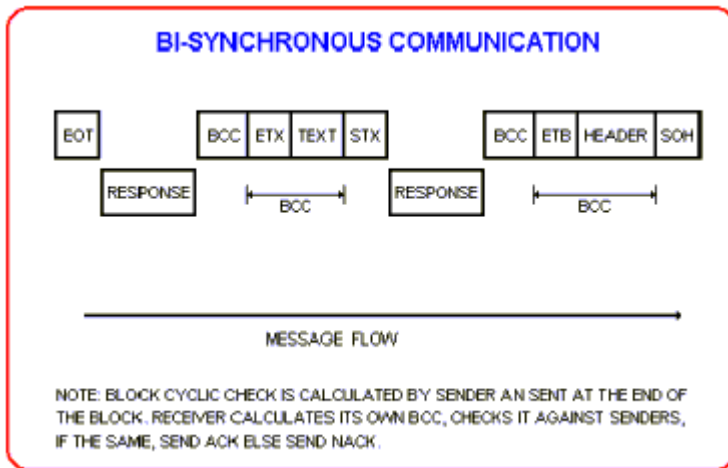 BI-SYNCHRONOUS COMMUNICATION
EOT BCC ETX TEXT STX BCC ETB HEADER SOH
RESPONSE BCC RESPONSE BCC
MESSAGE FLOW
NOTE: BLOCK CYCLIC CHECK IS CALCULATED BY SENDER AN SENT AT THE END OF
THE BLOCK. RECEIVER CALCULATES ITS OWN BCC, CHECKS IT AGAINST SENDERS,
IF THE SAME, SEND ACK ELSE SEND NACK.